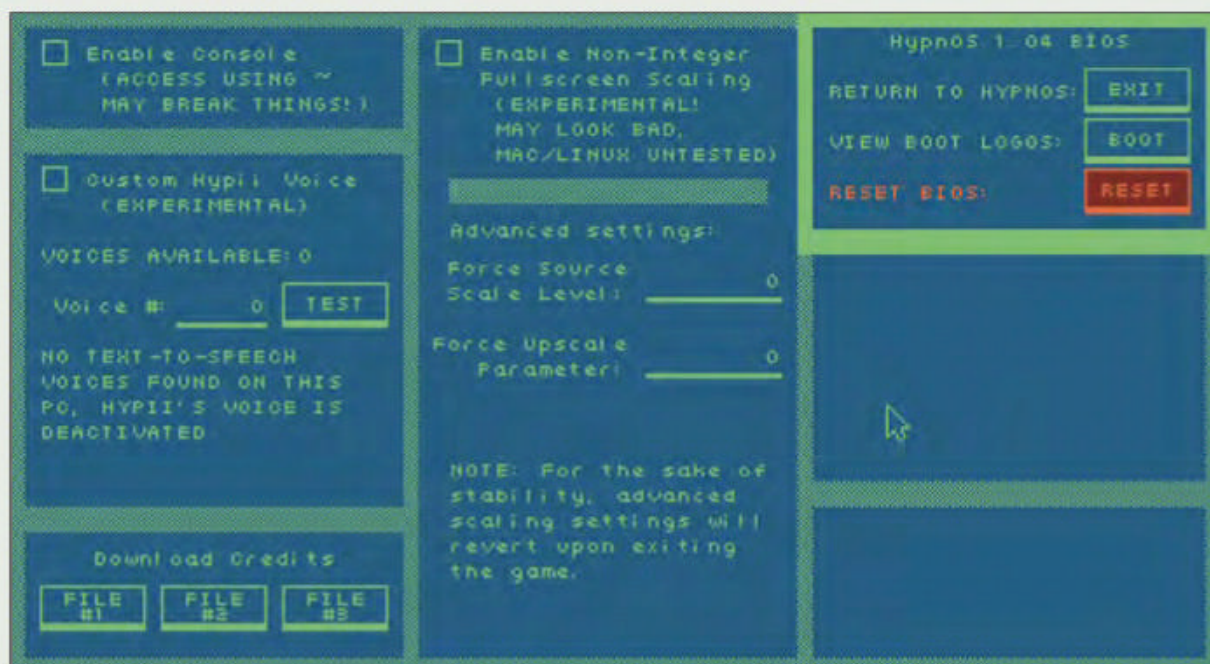 Enable Console
(ACCESS USING ~
MAY BREAK THINGS!)
Custom Hypii Voice
(EXPERIMENTAL)
VOICES AVAILABLE: 0
Voice #: 0 TEST
NO TEXT-TO-SPEECH
VOICES FOUND ON THIS
PC, HYPII'S VOICE IS
DEACTIVATED
Download Credits
FILE #1
FILE #2
FILE #3
Enable Non-Integer
Fullscreen Scaling
(EXPERIMENTAL!
MAY LOOK BAD,
MAC/LINUX UNTESTED)
Advanced settings:
Force Source
Scale Level: 0
Force Upscale
Parameter: 0
NOTE: For the sake of
stability, advanced
scaling settings will
revert upon exiting
the game.
HypnOS 1.04 BIOS
RETURN TO HYPNOS: EXIT
VIEW BOOT LOGOS: BOOT
RESET BIOS: RESET